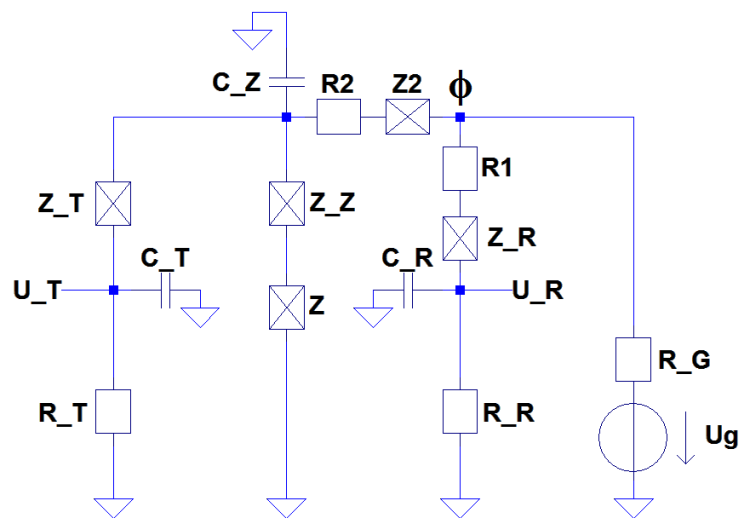 C_Z
R2
Z2
ϕ
R1
Z_T
Z_Z
Z_R
C_T
C_R
U_T
Z
U_R
R_G
R_T
R_R
Ug